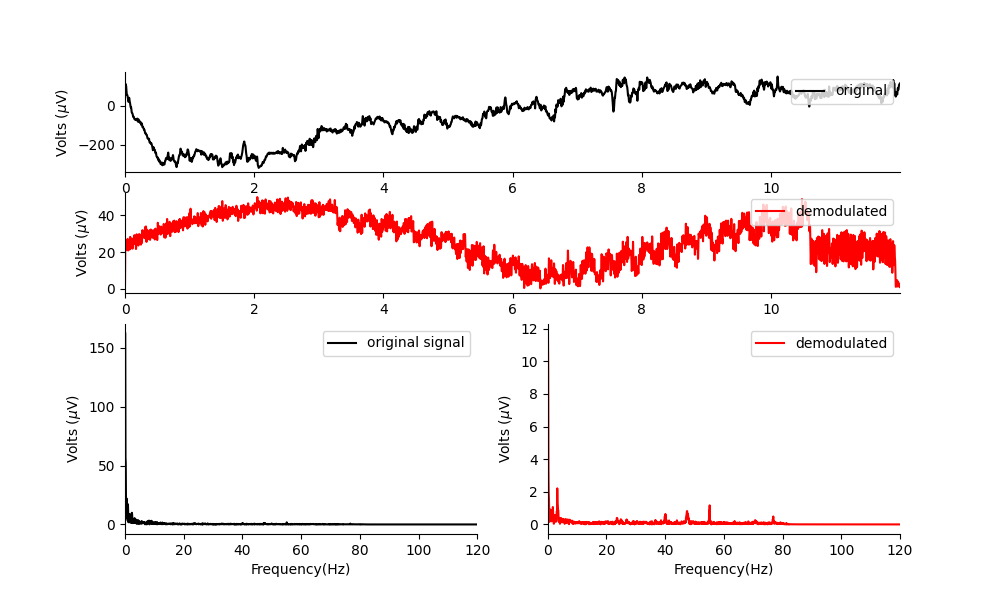 Volts (μV)
0
−200
original
0 2 4 6 8 10
Volts (μV)
40
20
0
demodulated
0 2 4 6 8 10
Volts (μV)
150
100
50
0
original signal
0 20 40 60 80 100 120
Frequency(Hz)
Volts (μV)
12
10
8
6
4
2
0
demodulated
0 20 40 60 80 100 120
Frequency(Hz)